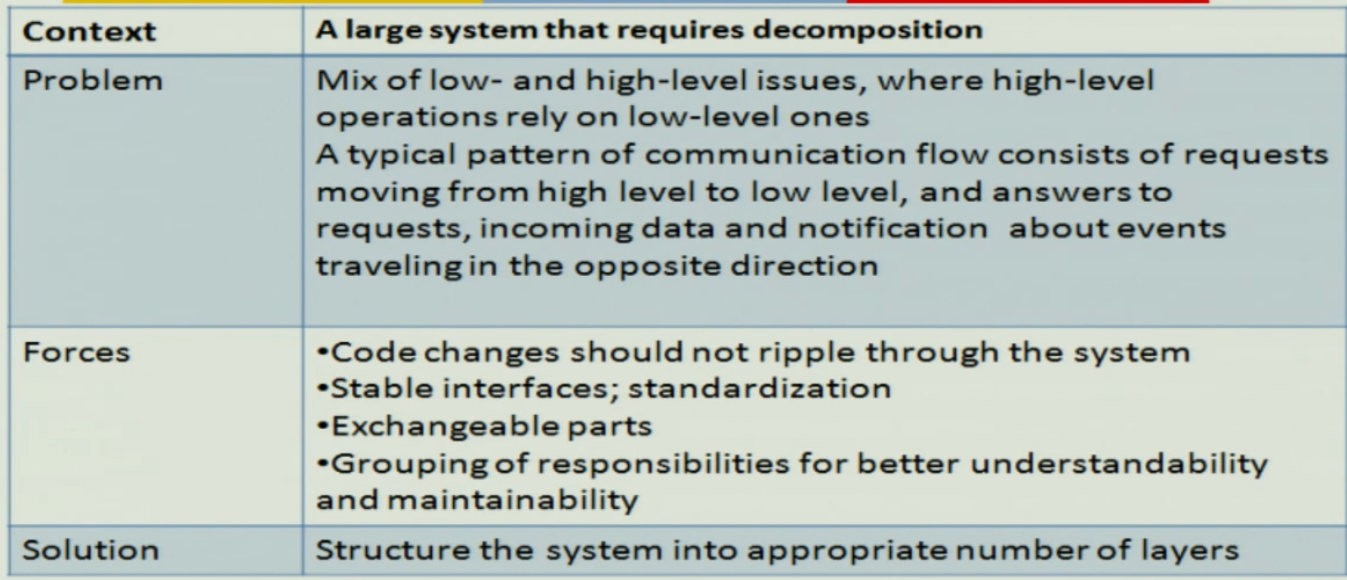 Context
A large system that requires decomposition
Problem
Mix of low- and high-level issues, where high-level
operations rely on low-level ones
A typical pattern of communication flow consists of requests
moving from high level to low level, and answers to
requests, incoming data and notification about events
traveling in the opposite direction
Forces
•Code changes should not ripple through the system
•Stable interfaces; standardization
•Exchangeable parts
•Grouping of responsibilities for better understandability
and maintainability
Solution
Structure the system into appropriate number of layers